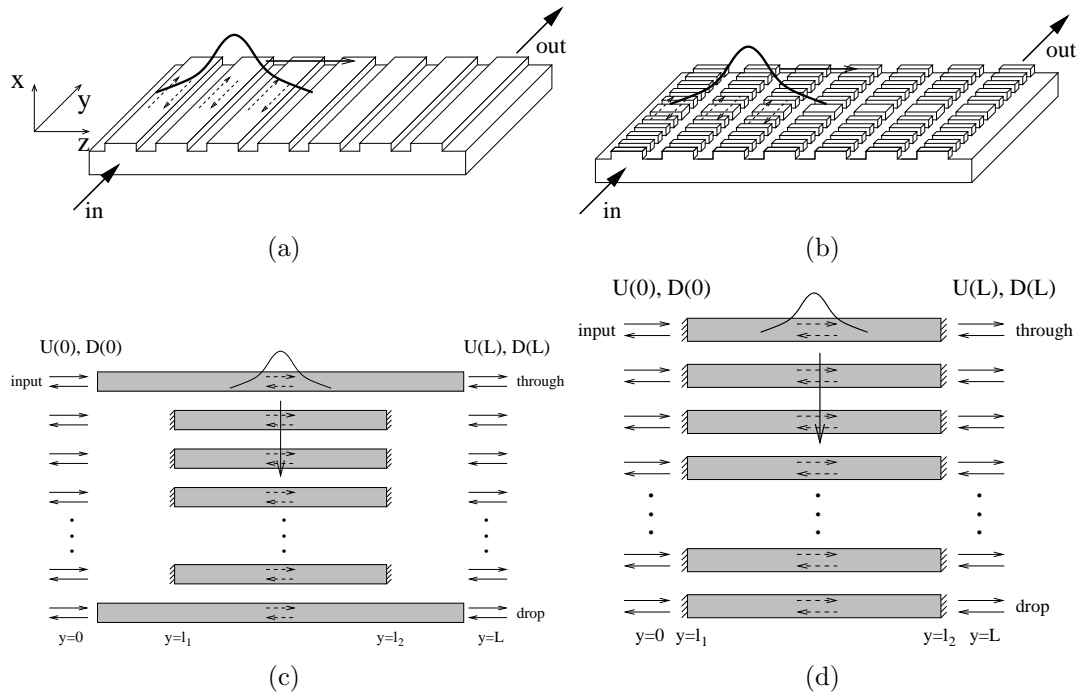 out
x
y
z
in
(a)
out
in
(b)
U(0), D(0)
U(L), D(L)
input
through
drop
y=0
y=l1
y=l2
y=L
(c)
U(0), D(0)
U(L), D(L)
input
through
drop
y=0
y=l1
y=l2
y=L
(d)